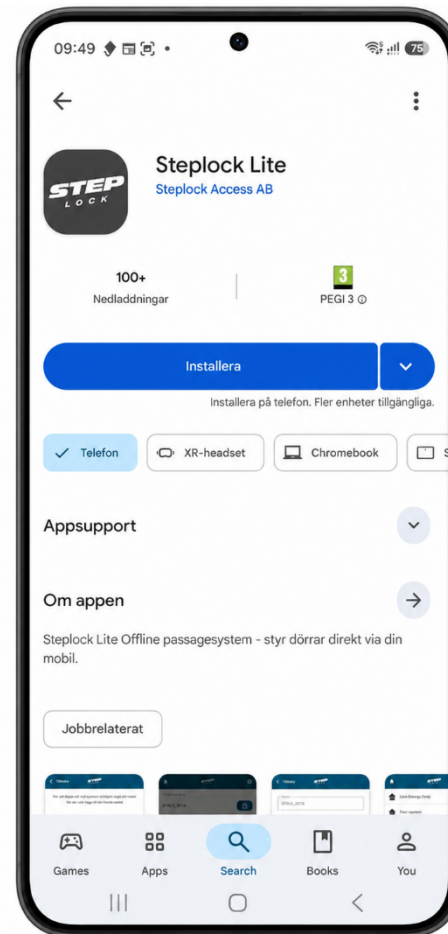 09:49
75
STEP
LOCK
Steplock Lite
Steplock Access AB
100+
Nedladdningar
3
PEGI 3
Installera
Installera på telefon. Fler enheter tillgängliga.
Telefon
XR-headset
Chromebook
S
Appsupport
Om appen
Steplock Lite Offline passagesystem - styr dörrar direkt via din
mobil.
Jobbrelaterat
STEP
Games
Apps
Search
Books
You